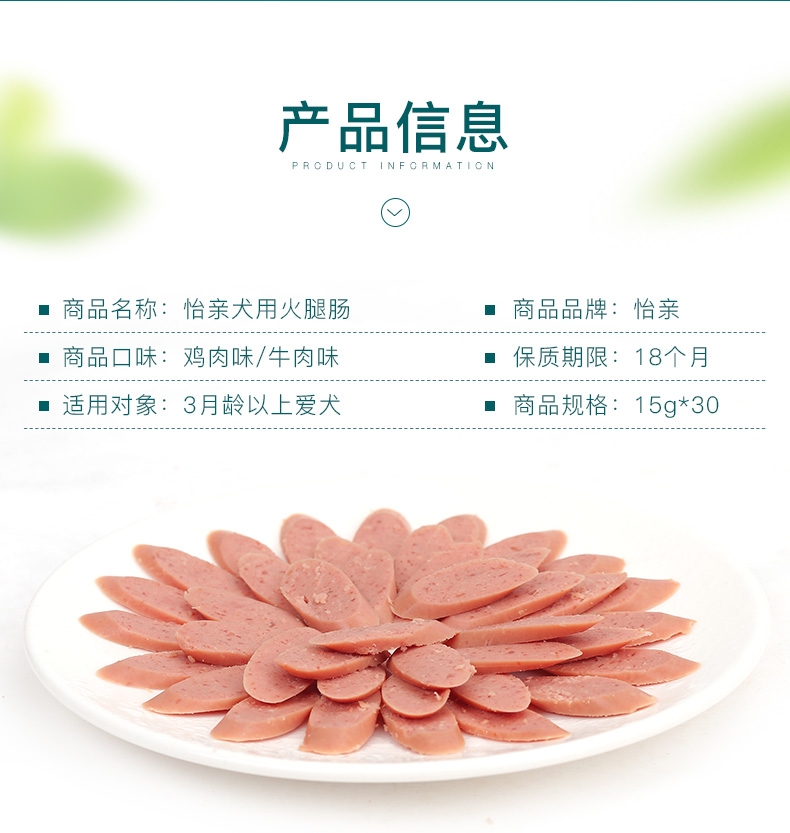 产品信息
PRODUCT INFORMATION
商品名称：怡亲犬用火腿肠
商品品牌：怡亲
商品口味：鸡肉味/牛肉味
保质期限：18个月
适用对象：3月龄以上爱犬
商品规格：15g*30